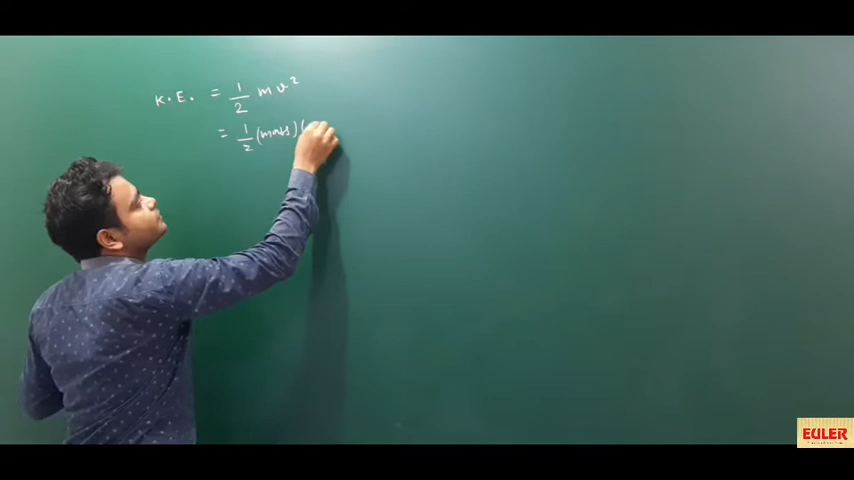 K.E. = 1/2 mv²
= 1/2 (mass) (
EULER